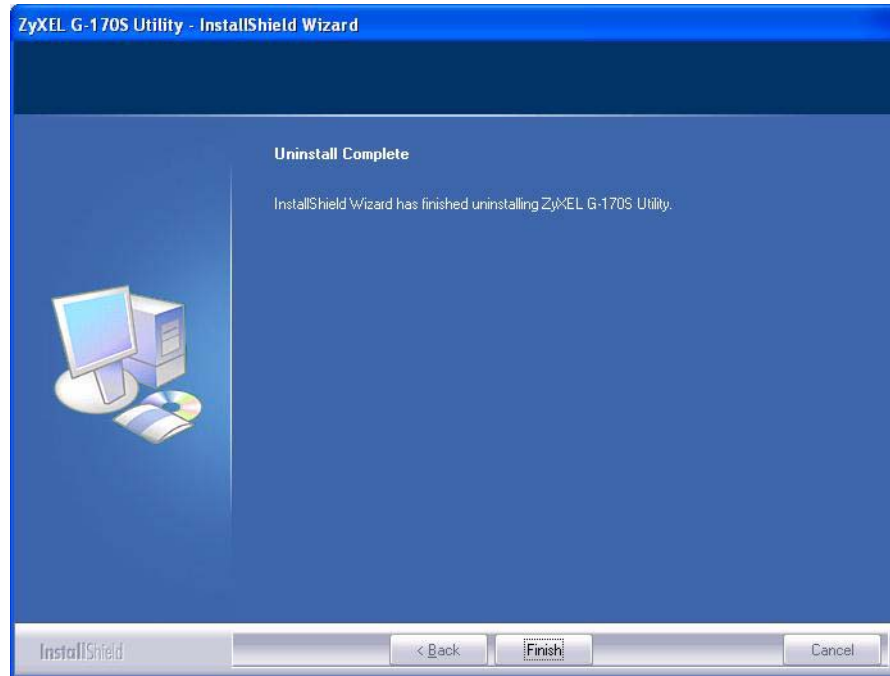 ZyXEL G-170S Utility - InstallShield Wizard
Uninstall Complete
InstallShield Wizard has finished uninstalling ZyXEL G-170S Utility.
InstallShield
< Back
Finish
Cancel